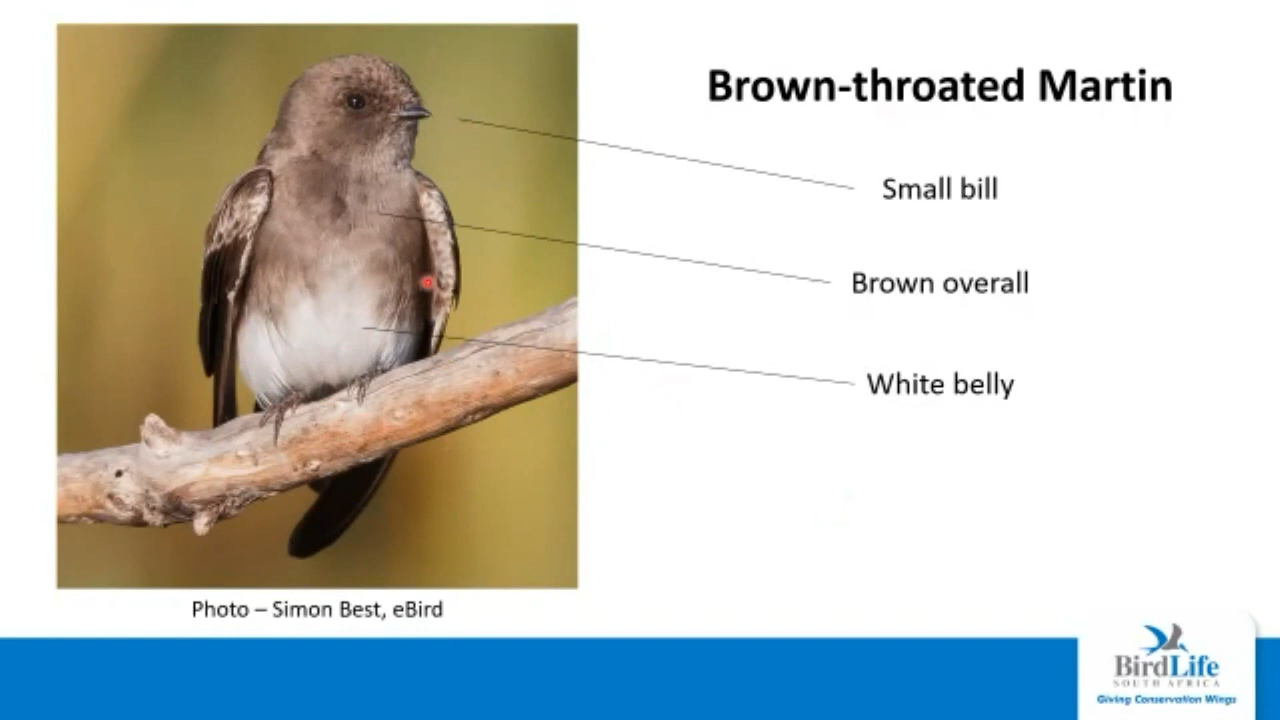 Brown-throated Martin
Small bill
Brown overall
White belly
Photo – Simon Best, eBird
BirdLife
SOUTH AFRICA
Giving Conservation Wings